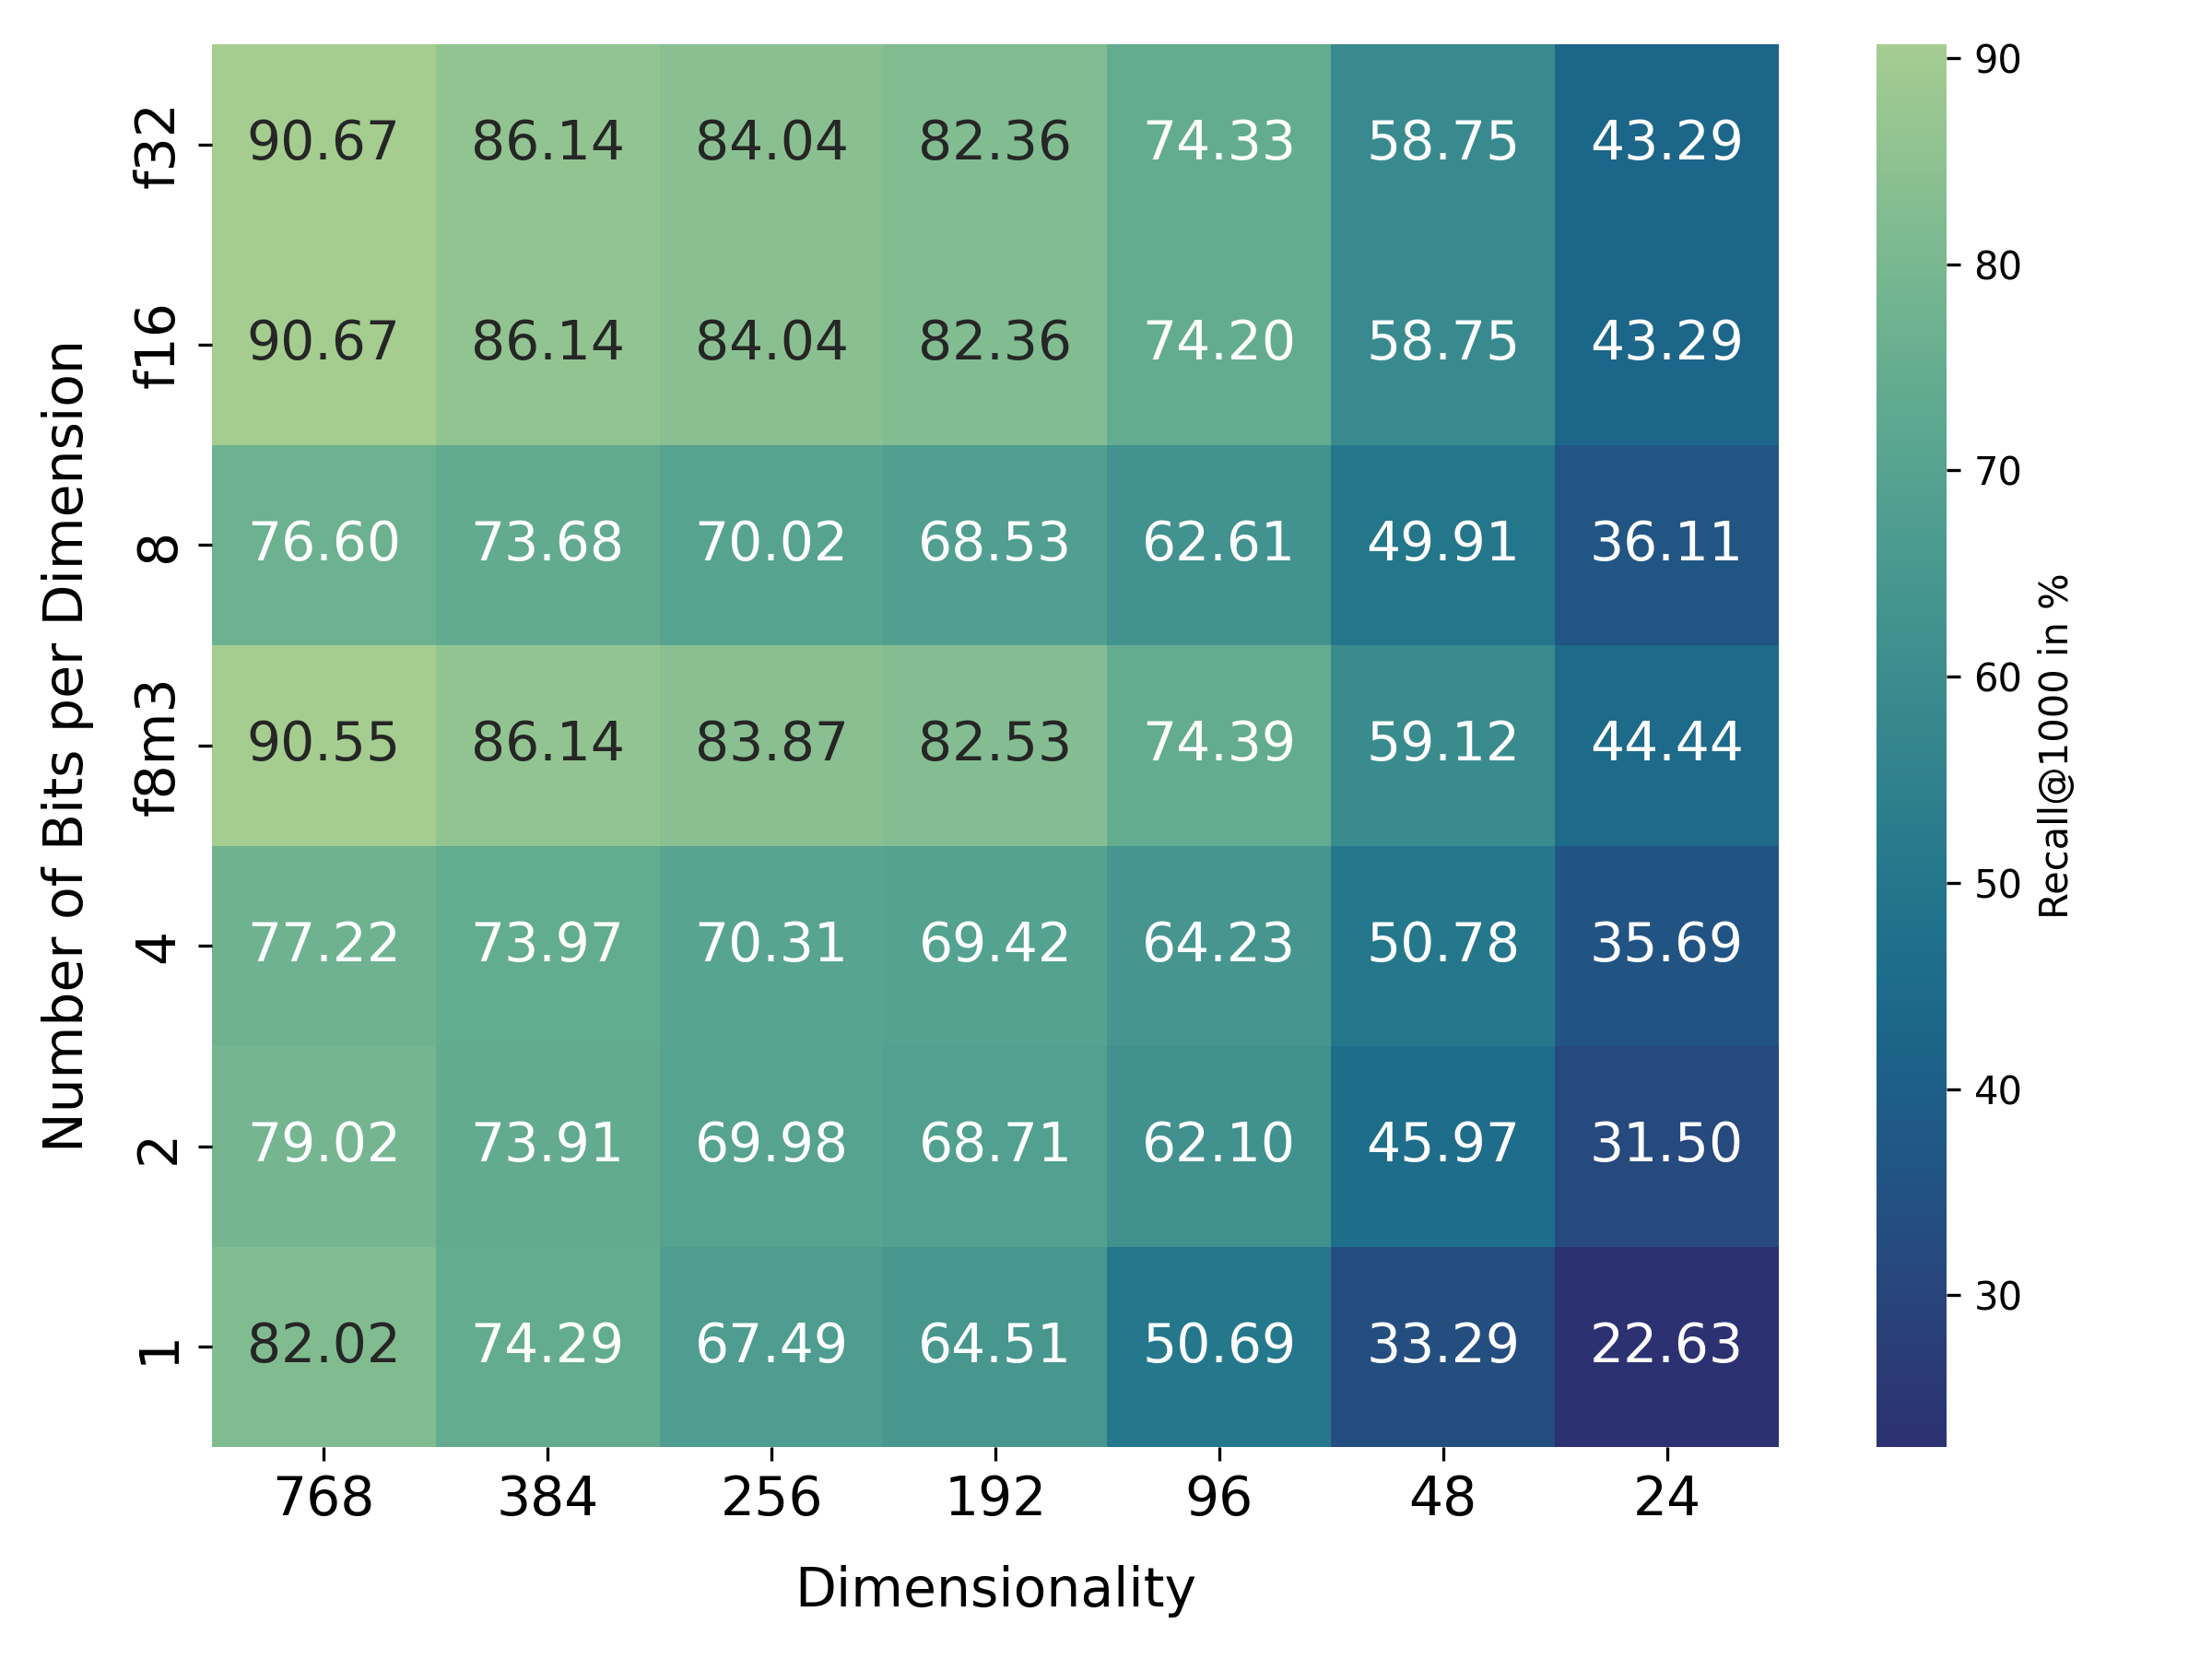 Number of Bits per Dimension
f32 90.67 86.14 84.04 82.36 74.33 58.75 43.29
f16 90.67 86.14 84.04 82.36 74.20 58.75 43.29
8 76.60 73.68 70.02 68.53 62.61 49.91 36.11
f8m3 90.55 86.14 83.87 82.53 74.39 59.12 44.44
4 77.22 73.97 70.31 69.42 64.23 50.78 35.69
2 79.02 73.91 69.98 68.71 62.10 45.97 31.50
1 82.02 74.29 67.49 64.51 50.69 33.29 22.63
768 384 256 192 96 48 24
Dimensionality
90
80
70
60
50
40
30
Recall@1000 in %